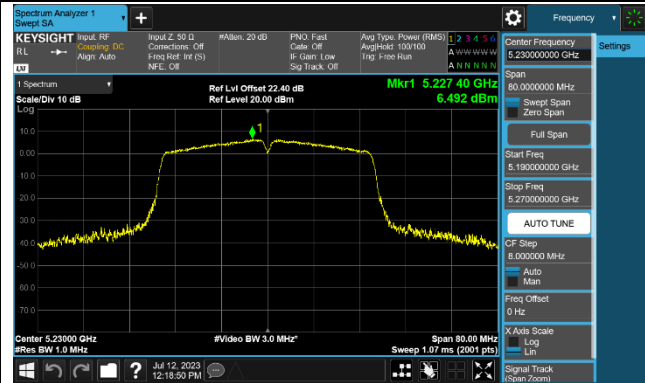 Spectrum Analyzer 1
Swept SA
+
Frequency
KEYSIGHT
Input: RF
Coupling: DC
Align: Auto
Input Z: 50 Ω
Corrections: Off
Freq Ref: Int (S)
NFE: Off
#Atten: 20 dB
PNO: Fast
Gate: Off
IF Gain: Low
Sig Track: Off
Avg Type: Power (RMS)
Avg|Hold: 100/100
Trig: Free Run
1 2 3 4 5 6
A W W W W W
A N N N N N
RL
LXI
1 Spectrum
Scale/Div 10 dB
Log
Ref Lvl Offset 22.40 dB
Ref Level 20.00 dBm
Mkr1 5.227 40 GHz
6.492 dBm
1
10.0
0.00
-10.0
-20.0
-30.0
-40.0
-50.0
-60.0
-70.0
Center 5.23000 GHz
#Res BW 1.0 MHz
#Video BW 3.0 MHz*
Span 80.00 MHz
Sweep 1.07 ms (2001 pts)
Jul 12, 2023
12:18:50 PM
?
Center Frequency
5.230000000 GHz
Settings
Span
80.0000000 MHz
Swept Span
Zero Span
Full Span
Start Freq
5.190000000 GHz
Stop Freq
5.270000000 GHz
AUTO TUNE
CF Step
8.000000 MHz
Auto
Man
Freq Offset
0 Hz
X Axis Scale
Log
Lin
Signal Track
(Span Zoom)